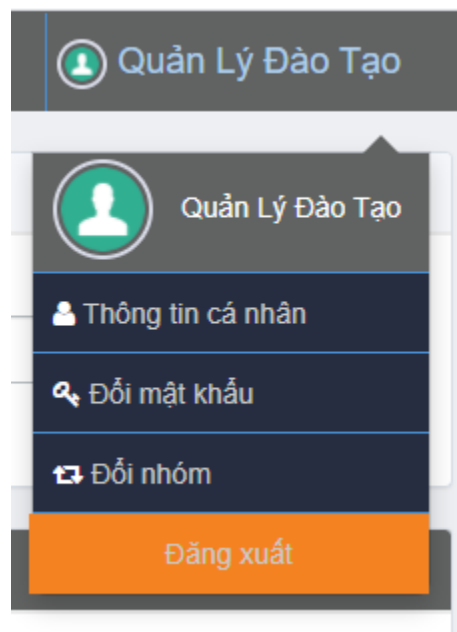 Quản Lý Đào Tạo
Quản Lý Đào Tạo
Thông tin cá nhân
Đổi mật khẩu
Đổi nhóm
Đăng xuất